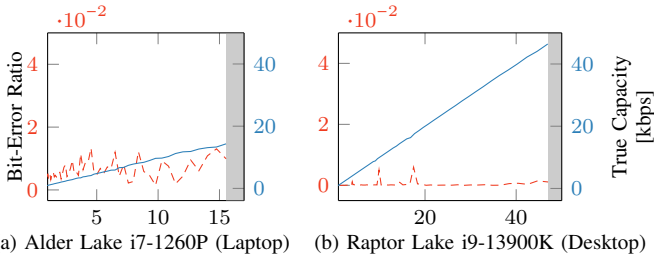 ·10⁻² ·10⁻²
4 40 4 40
2 20 2 20
0 0 0 0
5 10 15 20 40
Bit-Error Ratio
True Capacity
[kbps]
a) Alder Lake i7-1260P (Laptop) (b) Raptor Lake i9-13900K (Desktop)